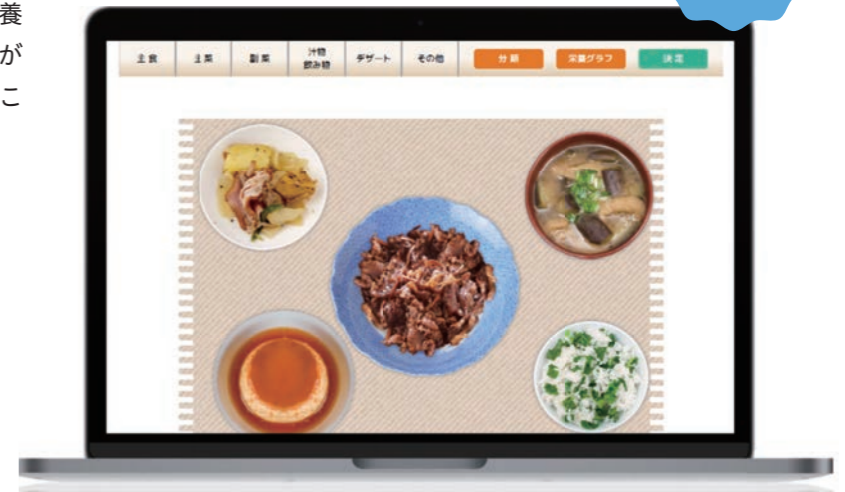 養
が
こ
主食
主菜
副菜
汁物
飲み物
デザート
その他
分類
栄養グラフ
決定